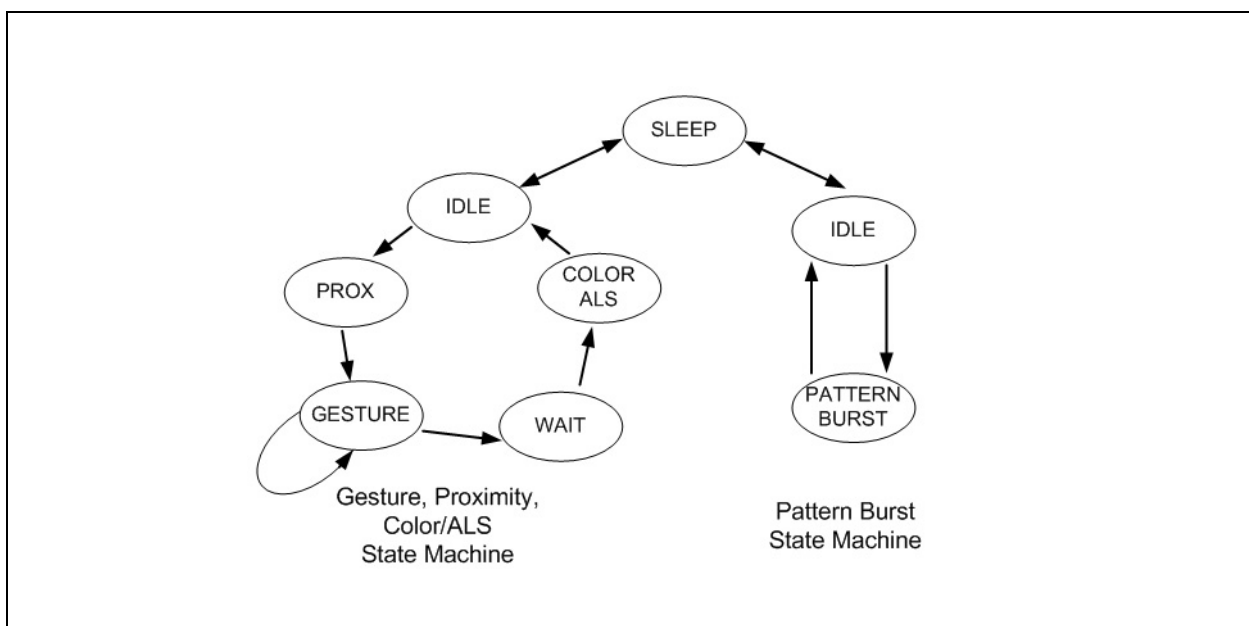 SLEEP
IDLE
IDLE
COLOR
ALS
PROX
GESTURE
WAIT
PATTERN
BURST
Gesture, Proximity,
Color/ALS
State Machine
Pattern Burst
State Machine